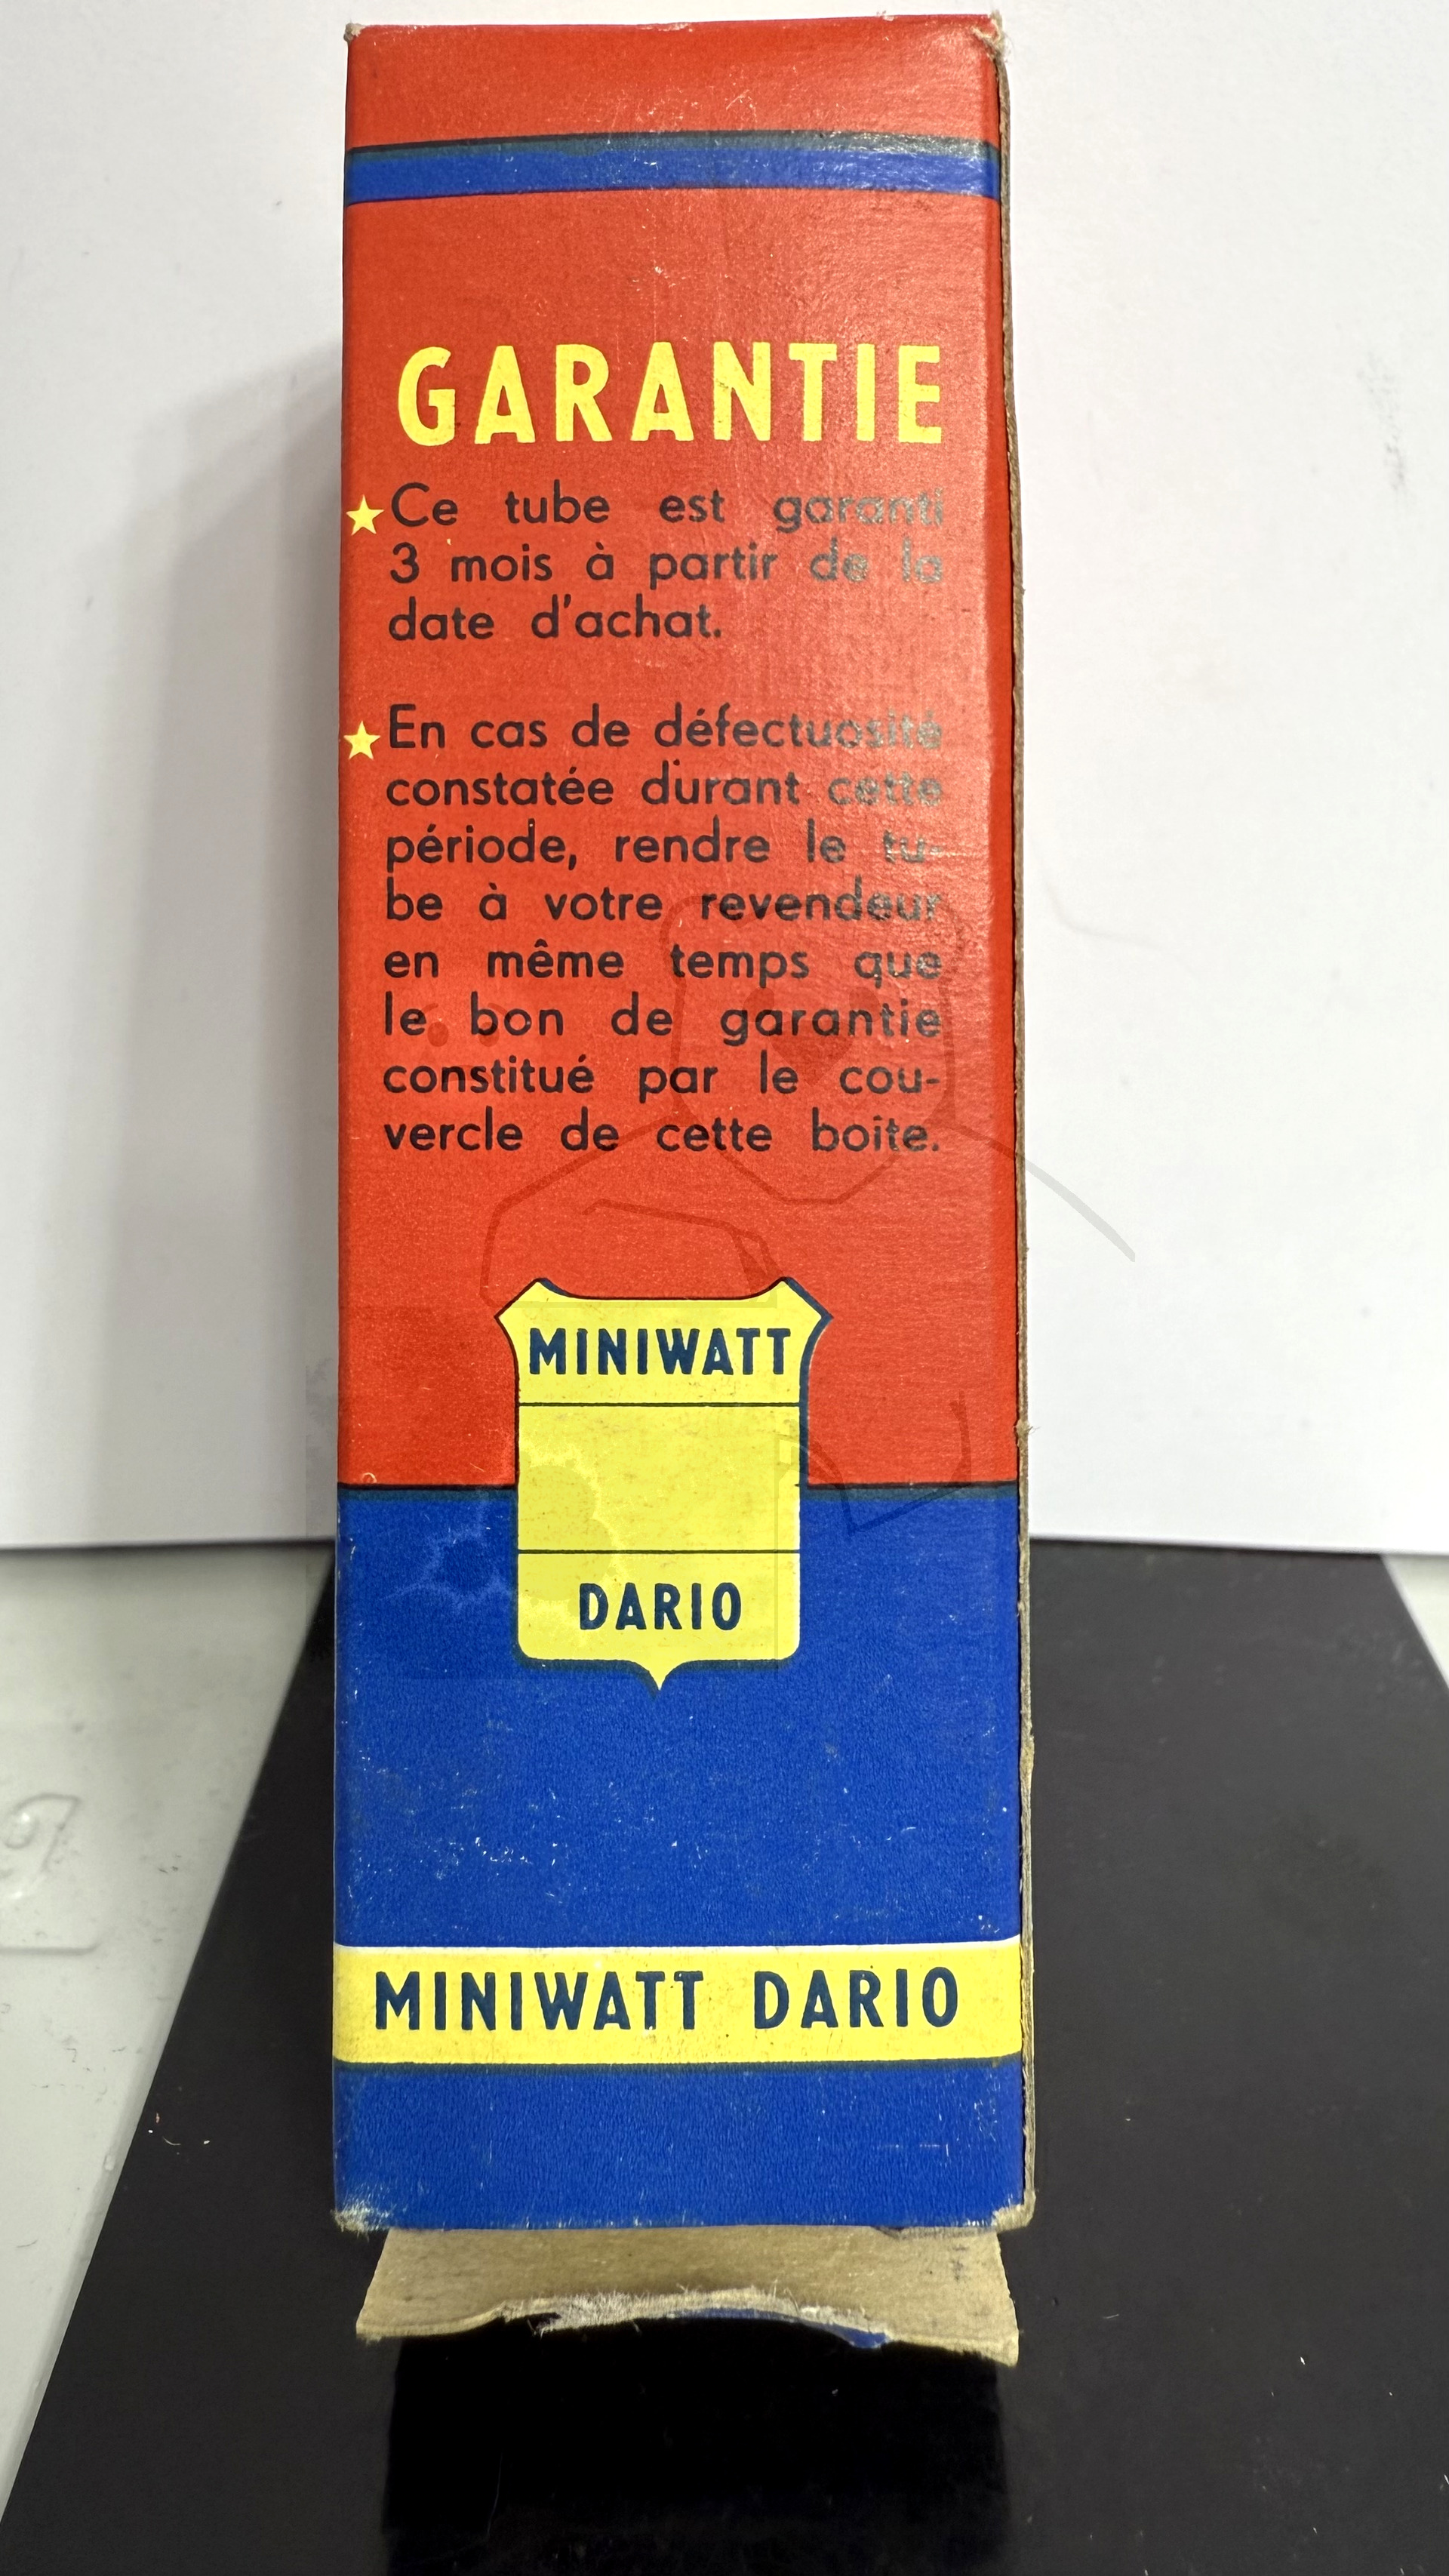 GARANTIE
Ce tube est garanti
3 mois à partir de la
date d'achat.
En cas de défectuosité
constatée durant cette
période, rendre le tu-
be à votre revendeur
en même temps que
le bon de garantie
constitué par le cou-
vercle de cette boîte.
MINIWATT
DARIO
MINIWATT DARIO